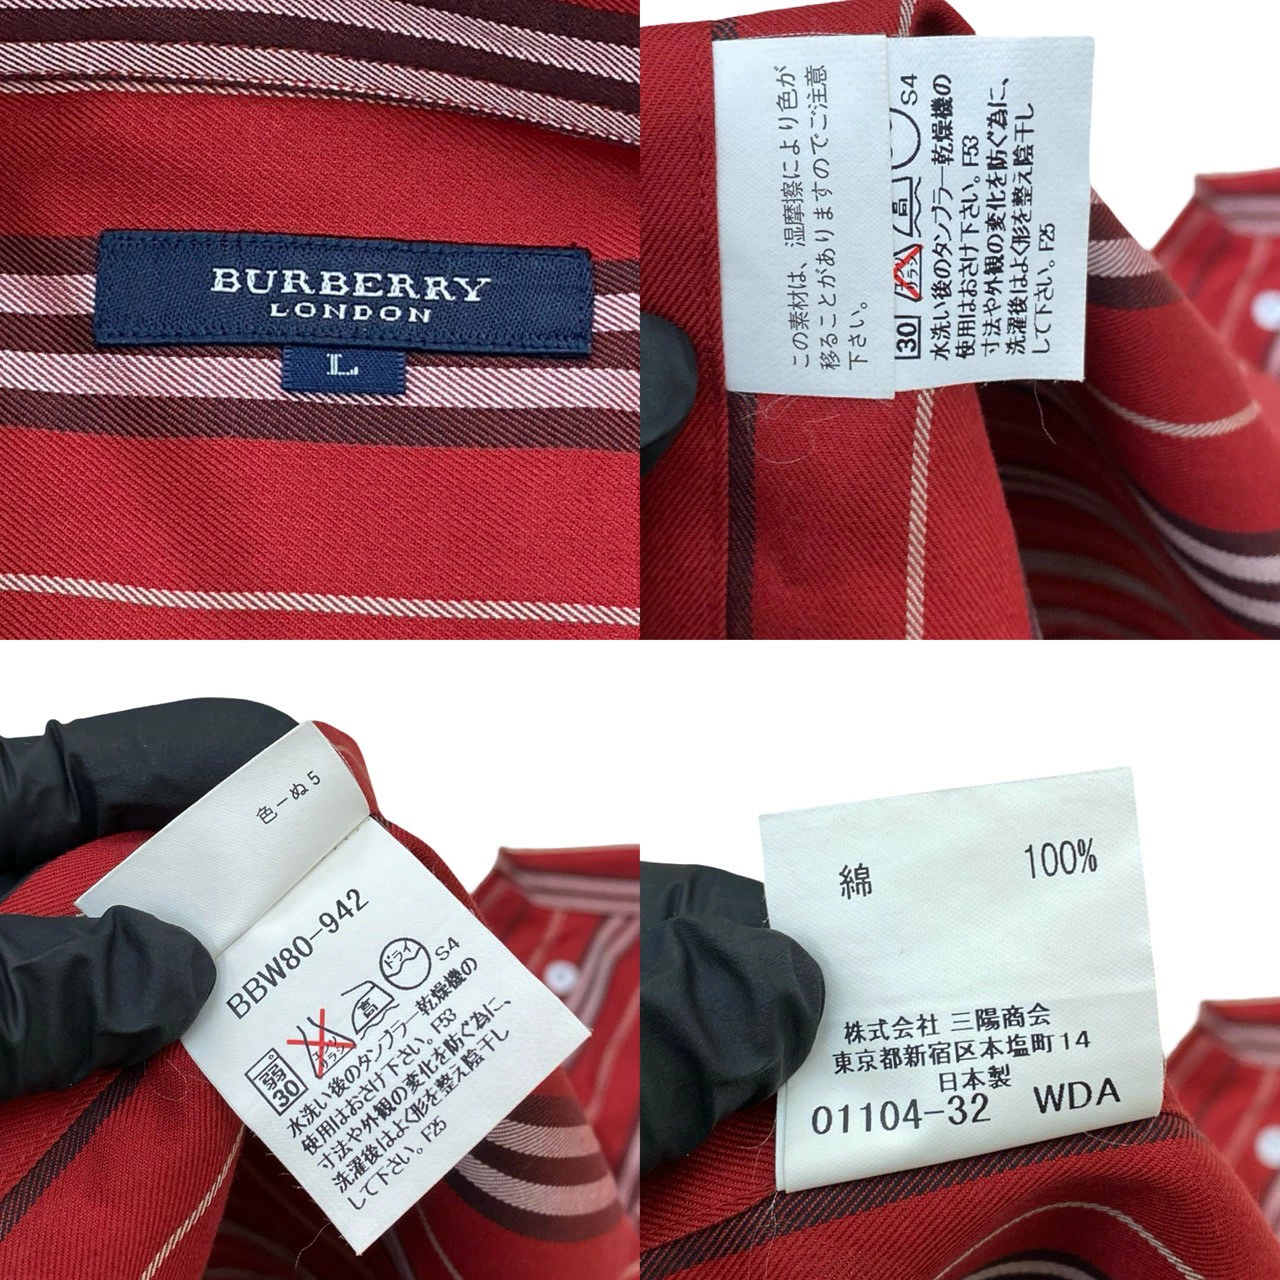 BURBERRY
LONDON
L
この素材は、湿摩擦により色が
移ることがありますのでご注意
下さい。
S4
高
30
水洗い後のタンブラー乾燥機の
使用はおさけ下さい。F53
寸法や外観の変化を防ぐ為に、
洗濯後はよく形を整え陰干し
して下さい。F25
色-ぬ5
BBW80-942
弱
30
エンソ
サラシ
高
ドライ
S4
水洗い後のタンブラー乾燥機の
使用はおさけ下さい。F53
寸法や外観の変化を防ぐ為に、
洗濯後はよく形を整え陰干し
して下さい。F25
綿 100%
株式会社 三陽商会
東京都新宿区本塩町14
日本製
01104-32 WDA